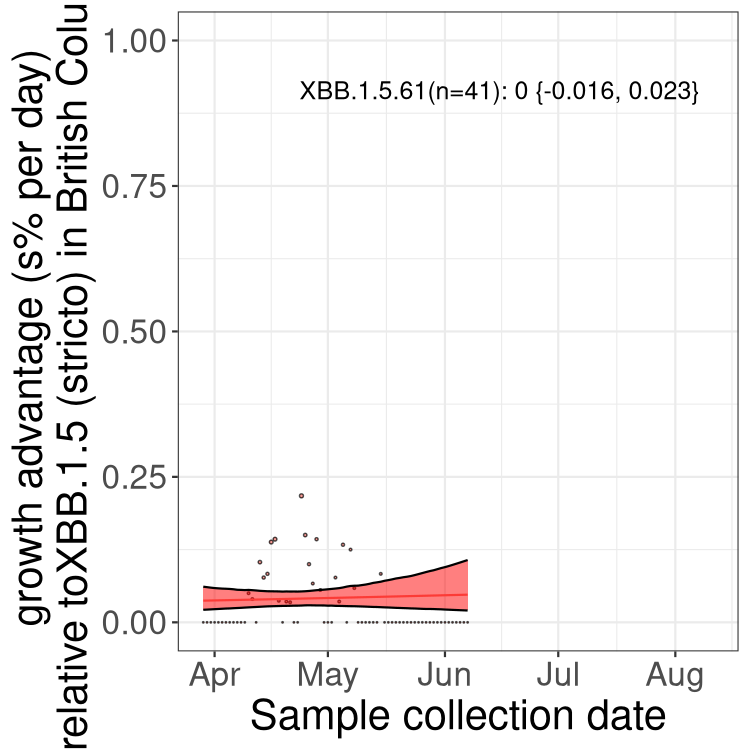 growth advantage (s% per day)
relative toXBB.1.5 (stricto) in British Colu
1.00
XBB.1.5.61(n=41): 0 {-0.016, 0.023}
0.75
0.50
0.25
0.00
Apr May Jun Jul Aug
Sample collection date